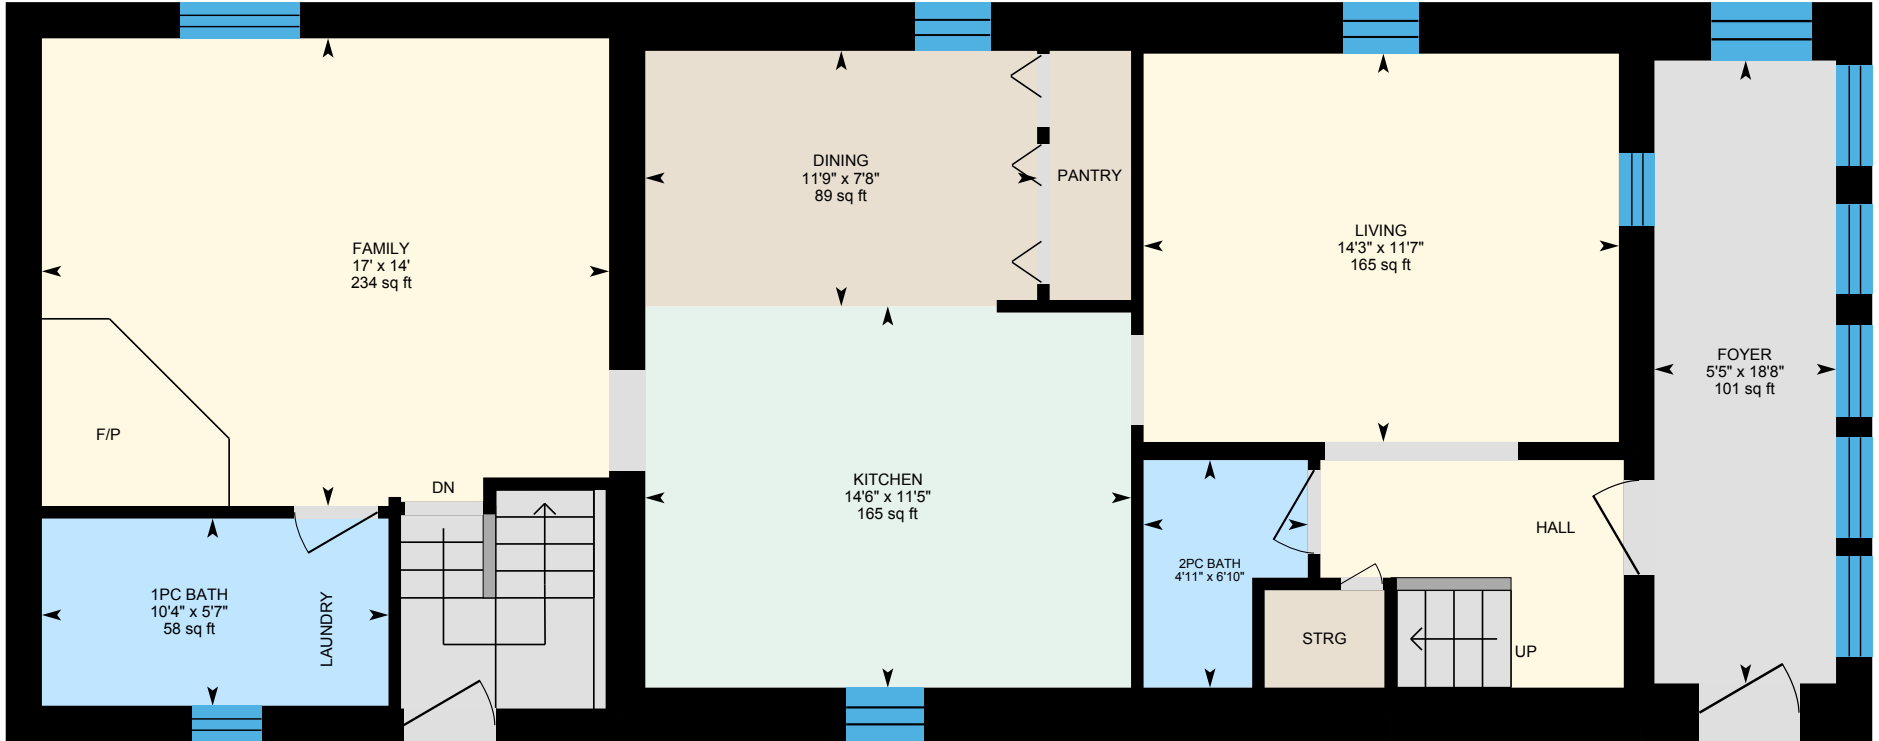 FAMILY
17' x 14'
234 sq ft
F/P
DN
1PC BATH
10'4" x 5'7"
58 sq ft
LAUNDRY
DINING
11'9" x 7'8"
89 sq ft
PANTRY
KITCHEN
14'6" x 11'5"
165 sq ft
LIVING
14'3" x 11'7"
165 sq ft
2PC BATH
4'11" x 6'10"
HALL
STRG
UP
FOYER
5'5" x 18'8"
101 sq ft